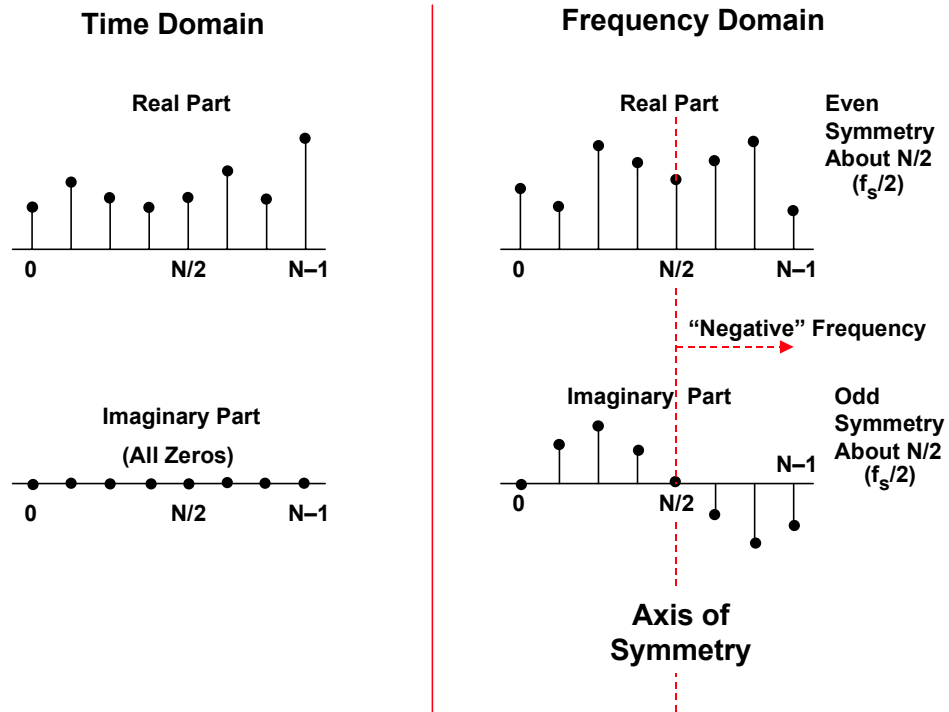 Time Domain
Real Part
0 N/2 N–1
Imaginary Part
(All Zeros)
0 N/2 N–1
Frequency Domain
Real Part
Even
Symmetry
About N/2
(fs/2)
0 N/2 N–1
“Negative” Frequency
Imaginary Part
Odd
Symmetry
About N/2
(fs/2)
N–1
0 N/2
Axis of
Symmetry